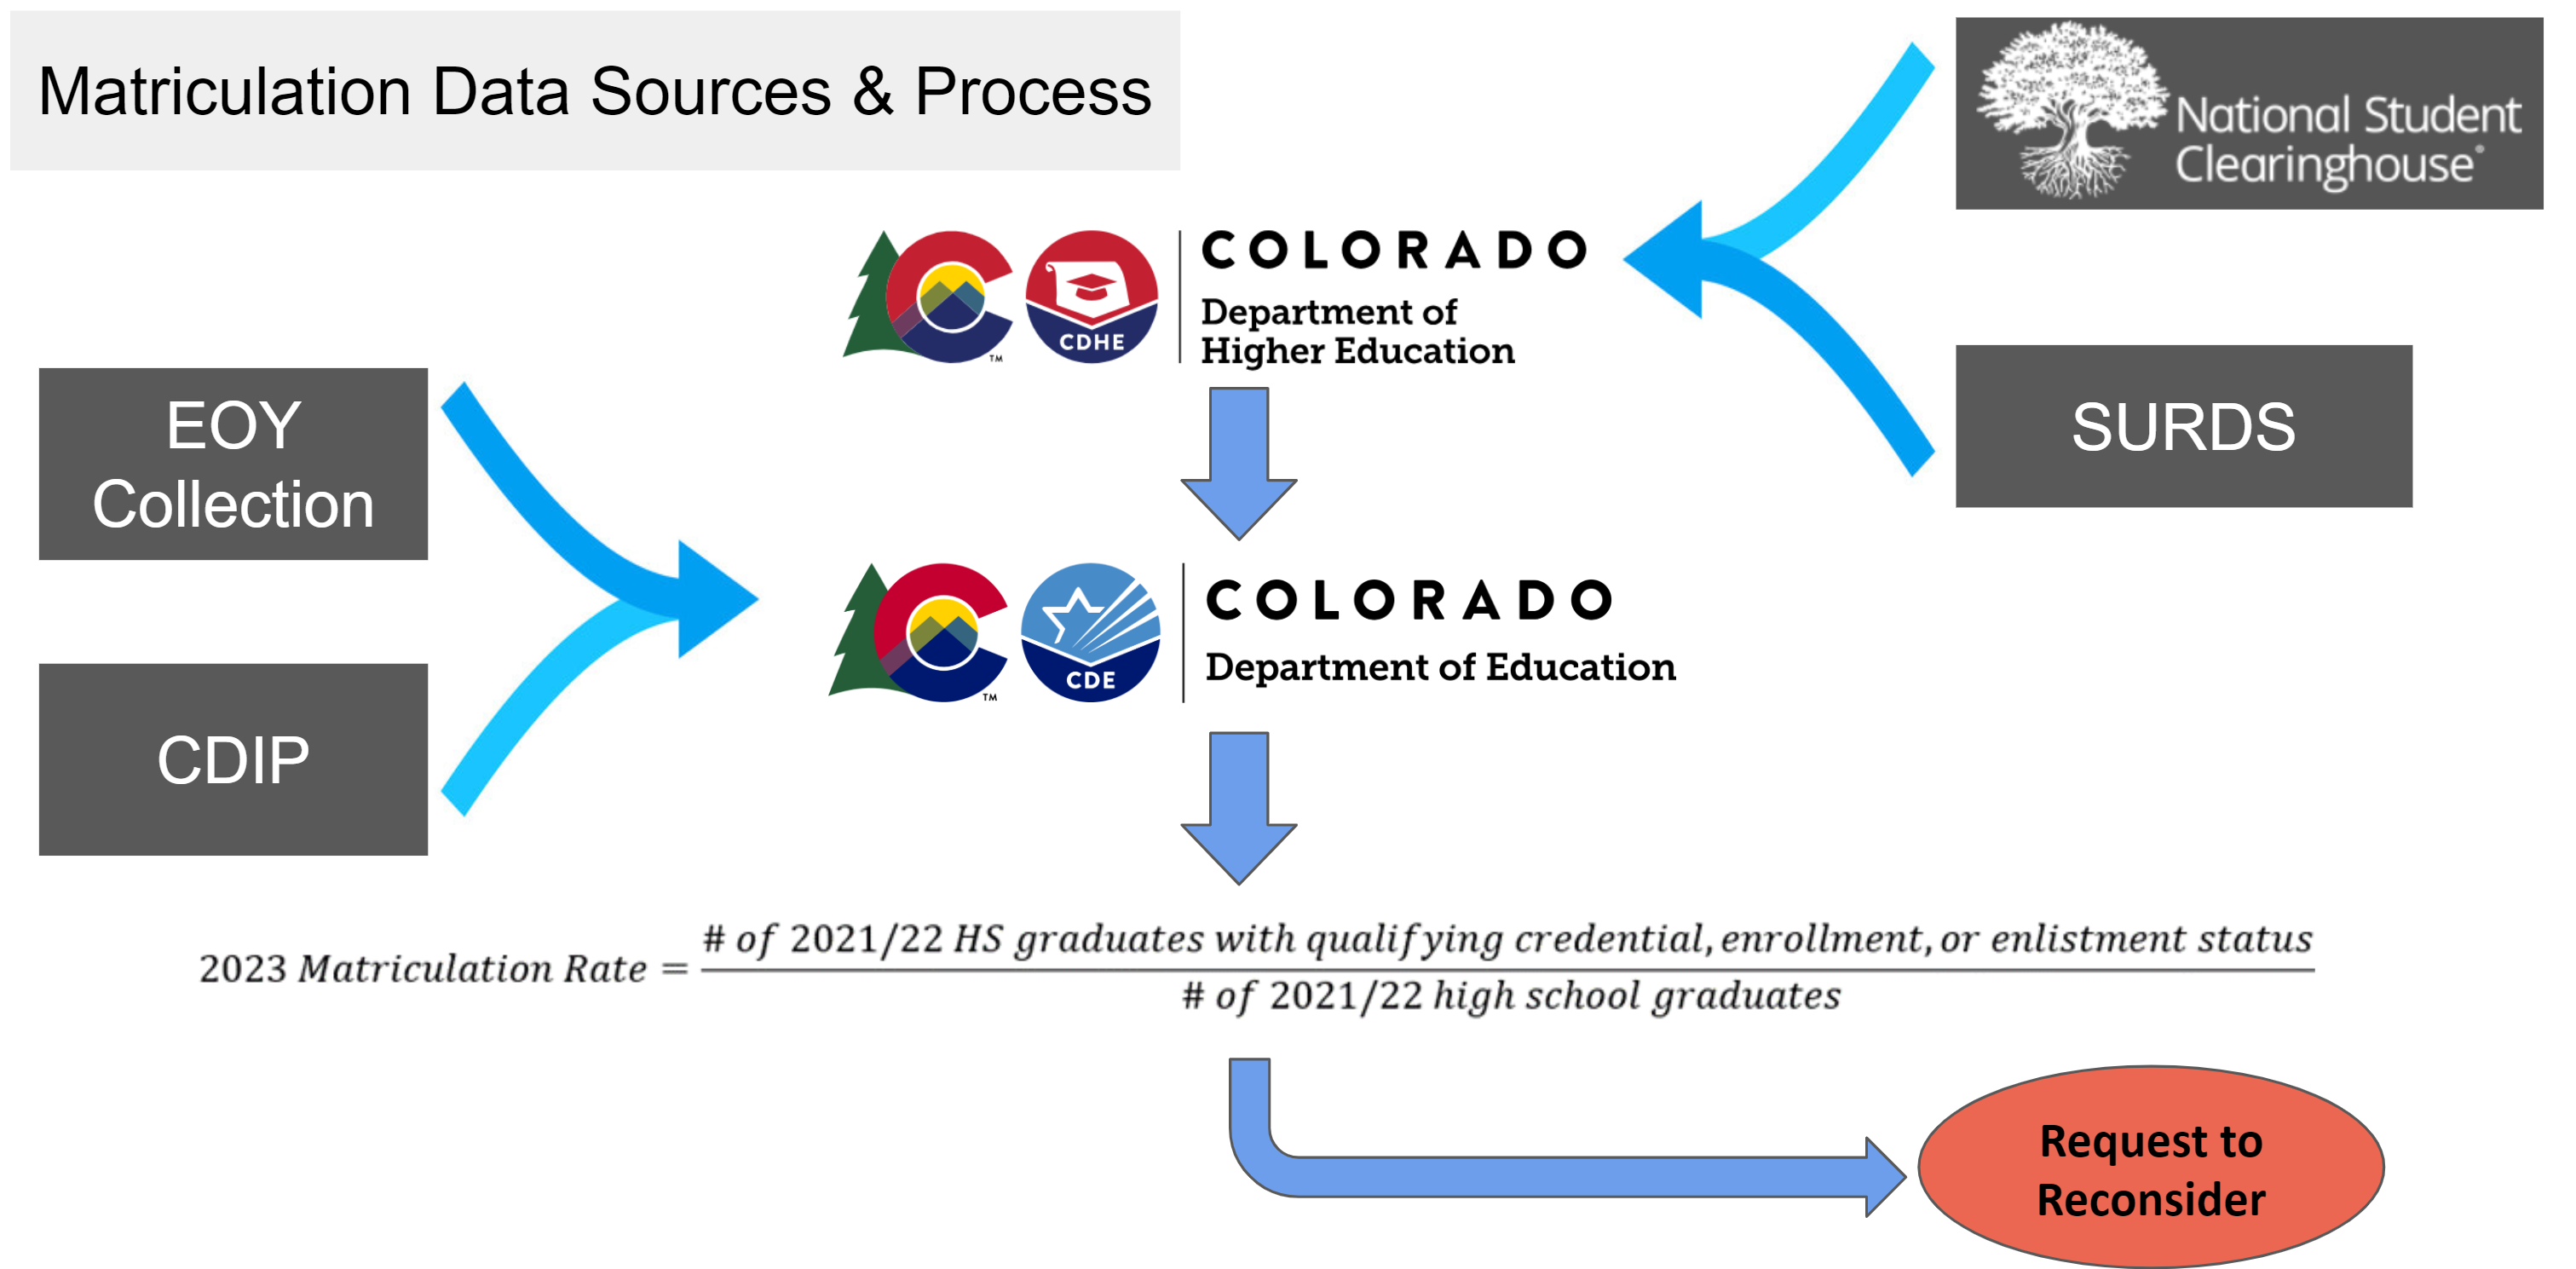 Matriculation Data Sources & Process
National Student
Clearinghouse®
COLORADO
Department of
Higher Education
CDHE
TM
EOY
Collection
SURDS
COLORADO
Department of Education
CDE
TM
CDIP
2023 Matriculation Rate = # of 2021/22 HS graduates with qualifying credential, enrollment, or enlistment status
# of 2021/22 high school graduates
Request to
Reconsider